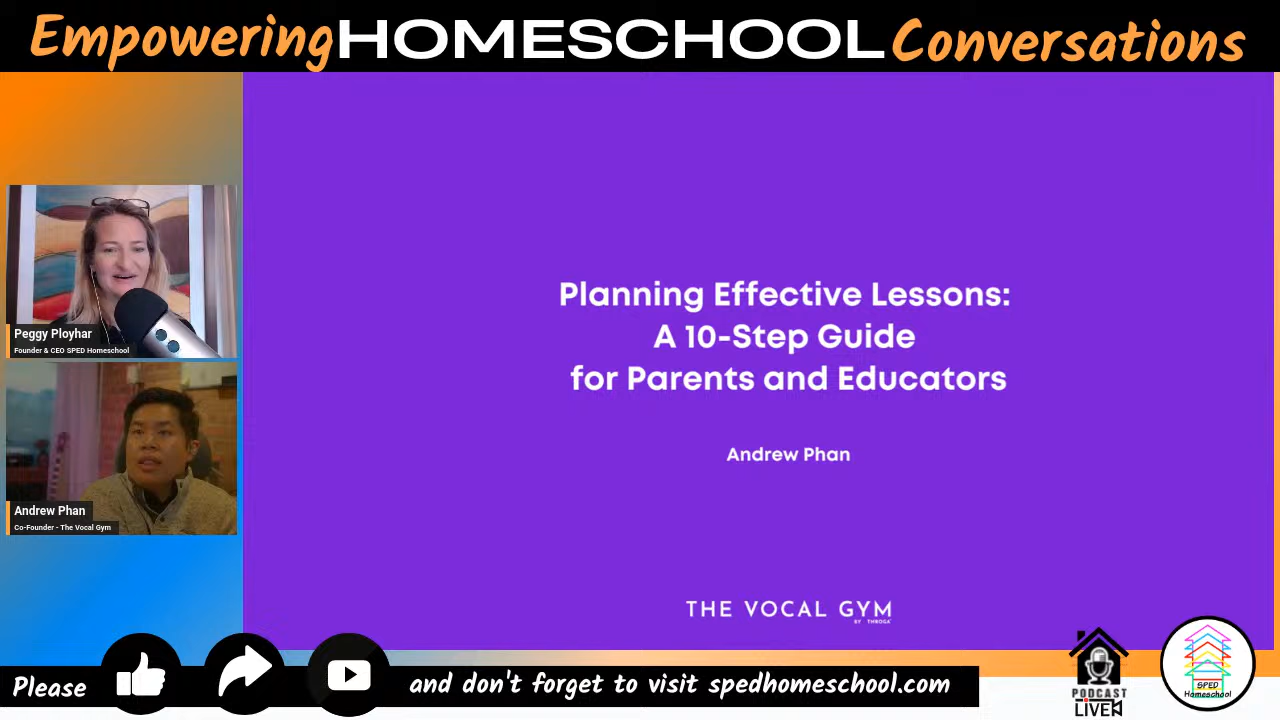 Empowering HOMESCHOOL Conversations
Peggy Ployhar
Founder & CEO SPED Homeschool
Andrew Phan
Co-Founder - The Vocal Gym
Planning Effective Lessons:
A 10-Step Guide
for Parents and Educators
Andrew Phan
THE VOCAL GYM
BY THROGA
Please
and don't forget to visit spedhomeschool.com
PODCAST
LIVE
SPED
Homeschool